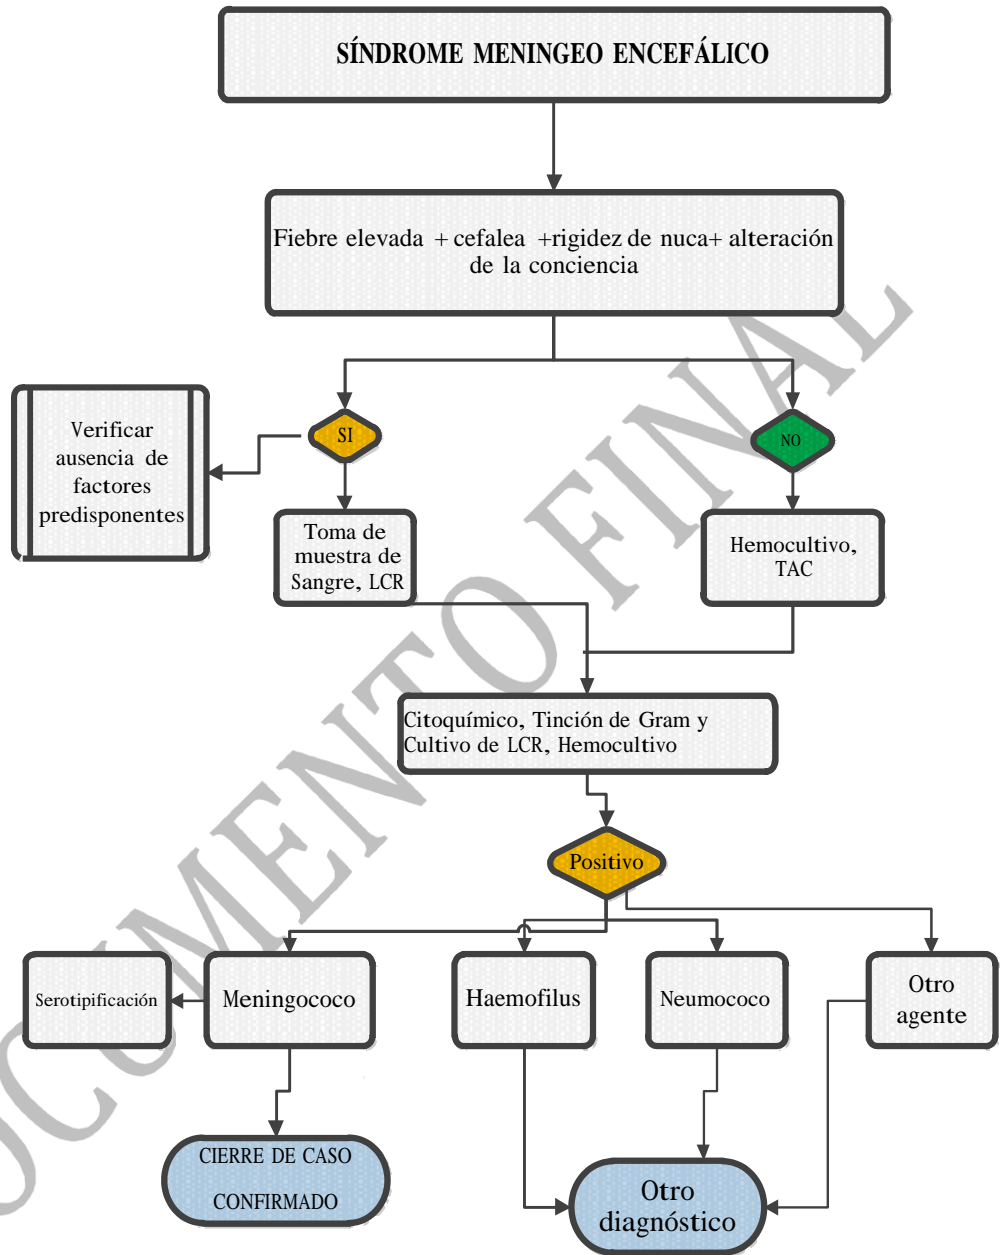 SÍNDROME MENINGEO ENCEFÁLICO
Fiebre elevada + cefalea +rigidez de nuca+ alteración
de la conciencia
Verificar
ausencia de
factores
predisponentes
SI
NO
Toma de
muestra de
Sangre, LCR
Hemocultivo,
TAC
Citoquímico, Tinción de Gram y
Cultivo de LCR, Hemocultivo
Positivo
Serotipificación
Meningococo
Haemofilus
Neumococo
Otro
agente
CIERRE DE CASO
CONFIRMADO
Otro
diagnóstico
OCUMENTO FINAL